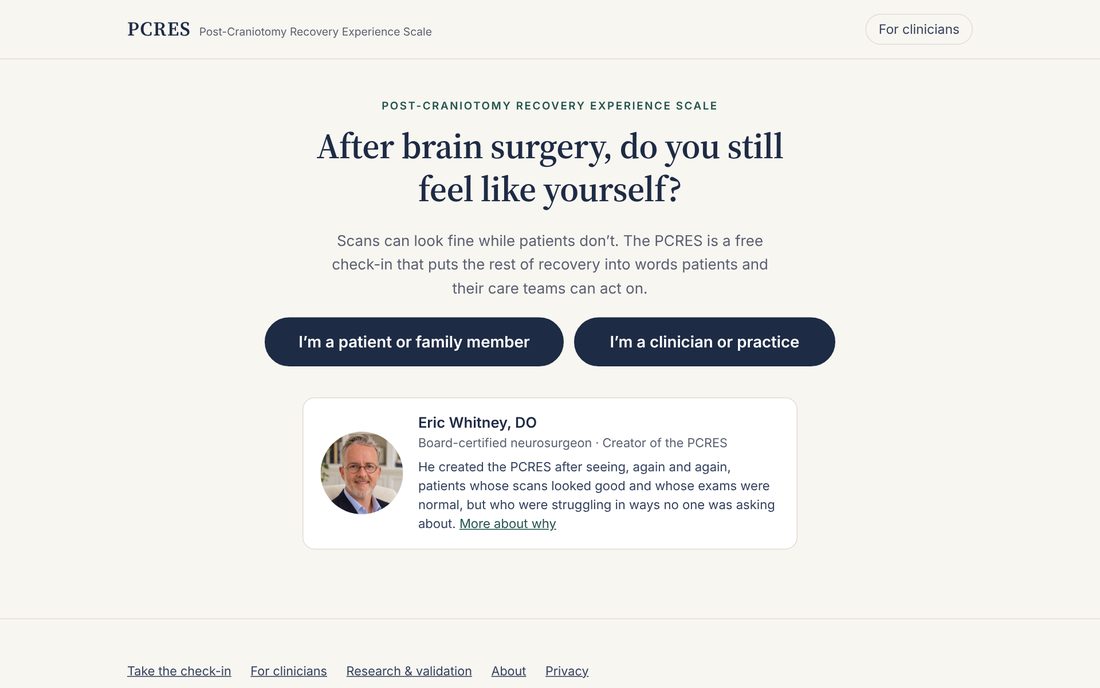 PCRES Post-Craniotomy Recovery Experience Scale
For clinicians
POST-CRANIOTOMY RECOVERY EXPERIENCE SCALE
After brain surgery, do you still
feel like yourself?
Scans can look fine while patients don’t. The PCRES is a free
check-in that puts the rest of recovery into words patients and
their care teams can act on.
I’m a patient or family member
I’m a clinician or practice
Eric Whitney, DO
Board-certified neurosurgeon · Creator of the PCRES
He created the PCRES after seeing, again and again,
patients whose scans looked good and whose exams were
normal, but who were struggling in ways no one was asking
about. More about why
Take the check-in For clinicians Research & validation About Privacy